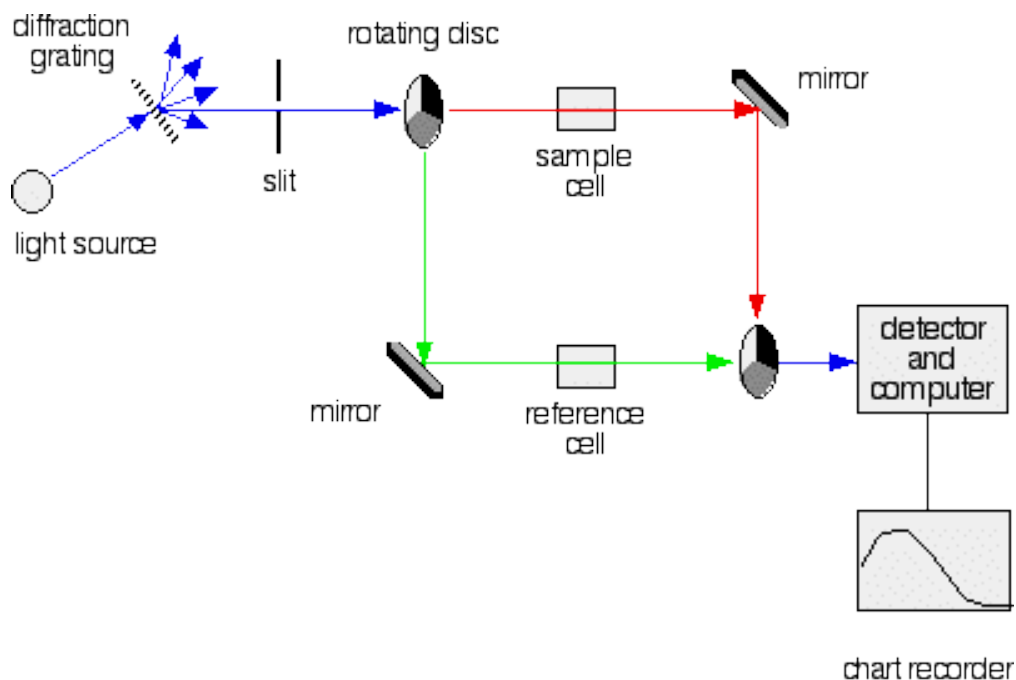 diffraction
grating
rotating disc
mirror
slit
sample
cell
light source
mirror
reference
cell
detector
and
computer
chart recorder